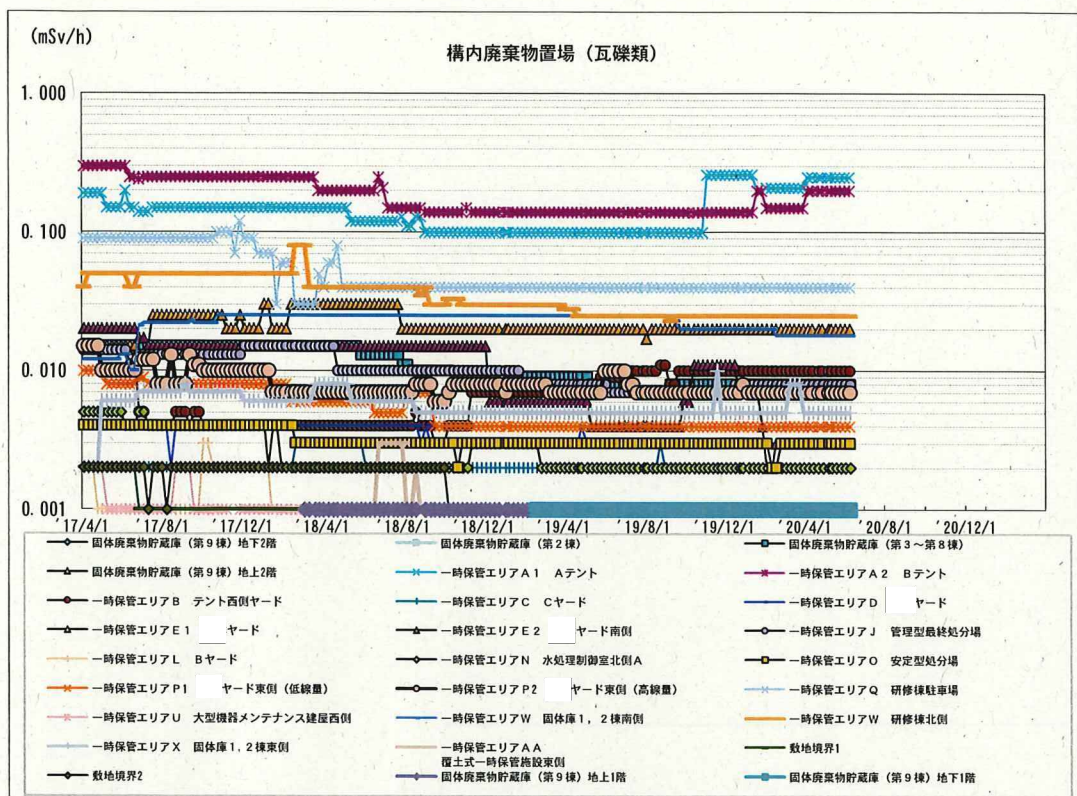 (mSv/h)
構内廃棄物置場（瓦礫類）
1.000
0.100
0.010
0.001
17/4/1 17/8/1 17/12/1 18/4/1 18/8/1 18/12/1 19/4/1 19/8/1 19/12/1 20/4/1 20/8/1 20/12/1
固体廃棄物貯蔵庫（第９棟）地下2階 固体廃棄物貯蔵庫（第２棟） 固体廃棄物貯蔵庫（第３～第８棟）
固体廃棄物貯蔵庫（第９棟）地上2階 一時保管エリアＡ１ Ａテント 一時保管エリアＡ２ Ｂテント
一時保管エリアＢ テント西側ヤード 一時保管エリアＣ Ｃヤード 一時保管エリアＤ ヤード
一時保管エリアＥ１ ヤード 一時保管エリアＥ２ ヤード南側 一時保管エリアＪ 管理型最終処分場
一時保管エリアＬ Ｂヤード 一時保管エリアＮ 水処理制御室北側Ａ 一時保管エリアＯ 安定型処分場
一時保管エリアＰ1 ヤード東側（低線量） 一時保管エリアＰ2 ヤード東側（高線量） 一時保管エリアＱ 研修棟駐車場
一時保管エリアＵ 大型機器メンテナンス建屋西側 一時保管エリアＷ 固体庫１,２棟南側 一時保管エリアＷ 研修棟北側
一時保管エリアＸ 固体庫１,２棟東側 一時保管エリアＡＡ 敷地境界1
覆土式一時保管施設東側
敷地境界2 固体廃棄物貯蔵庫（第９棟）地上1階 固体廃棄物貯蔵庫（第９棟）地下1階